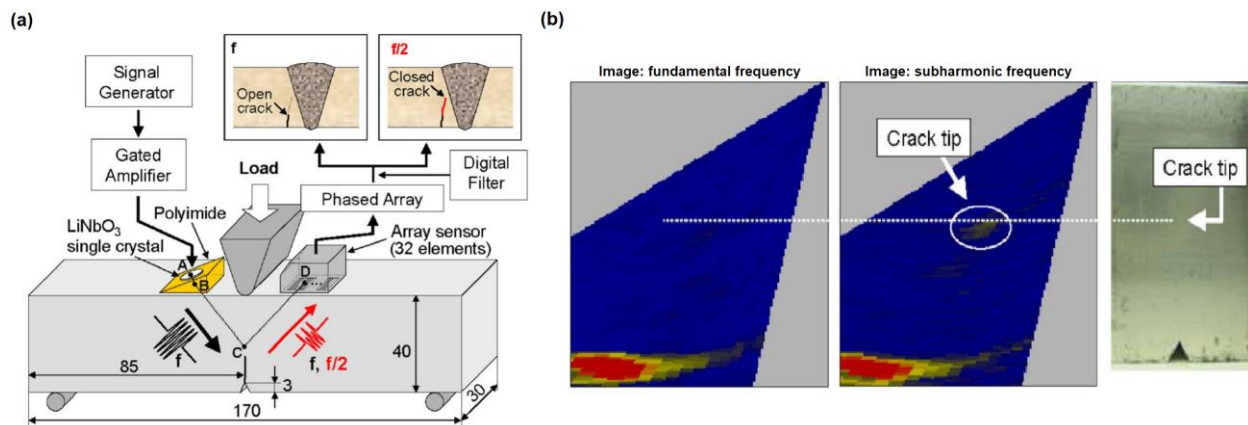 (a)
f
f/2
Signal
Generator
Open
crack
Closed
crack
Gated
Amplifier
Load
Digital
Filter
Phased Array
Polyimide
LiNbO3
single crystal
Array sensor
(32 elements)
A
B
D
...
f
C
f, f/2
40
85
3
30
170
(b)
Image: fundamental frequency
Image: subharmonic frequency
Crack tip
Crack tip